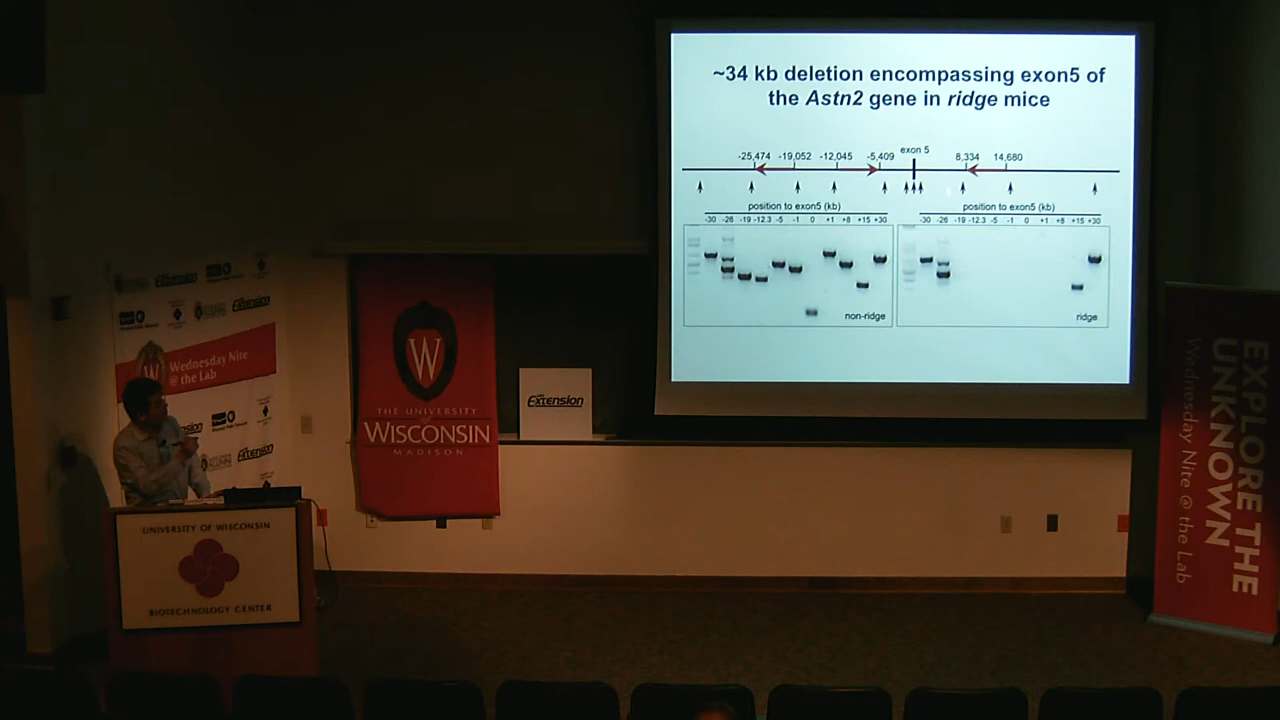 ~34 kb deletion encompassing exon5 of
the Astn2 gene in ridge mice
exon 5
-25,474 -19,052 -12,045 -5,409 8,334 14,680
position to exon5 (kb)
-30 -26 -19 -12.3 -5 -1 0 +1 +8 +15 +30
non-ridge
position to exon5 (kb)
-30 -26 -19 -12.3 -5 -1 0 +1 +8 +15 +30
ridge
Extension
Extension
Wednesday Nite
@ the Lab
W
Extension
W
THE UNIVERSITY
of
WISCONSIN
MADISON
Extension
UNIVERSITY OF WISCONSIN
BIOTECHNOLOGY CENTER
EXPLORE THE
UNKNOWN
Wednesday Nite @ the Lab